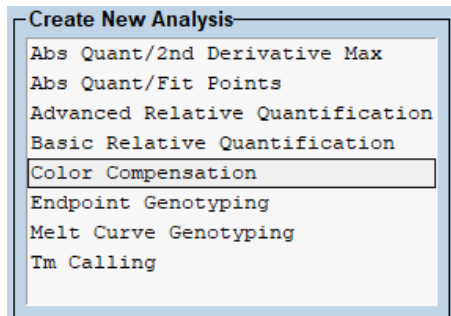 Create New Analysis
Abs Quant/2nd Derivative Max
Abs Quant/Fit Points
Advanced Relative Quantification
Basic Relative Quantification
Color Compensation
Endpoint Genotyping
Melt Curve Genotyping
Tm Calling